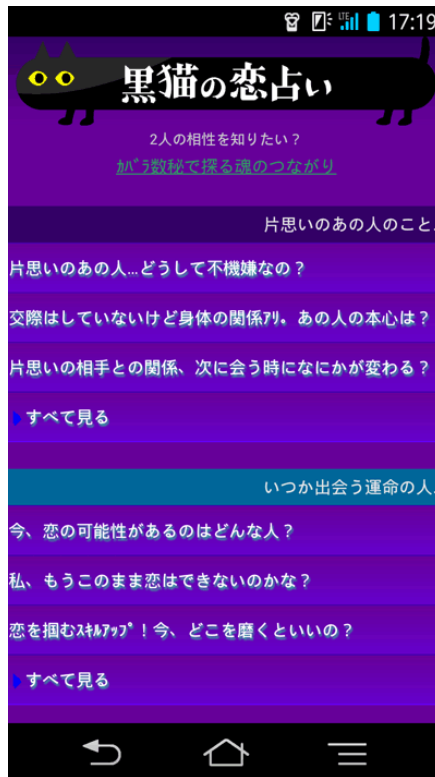 LTE 17:19
黒猫の恋占い
2人の相性を知りたい？
ｶﾊﾞﾗ数秘で探る魂のつながり
片思いのあの人のこと
片思いのあの人…どうして不機嫌なの？
交際はしていないけど身体の関係ｱﾘ。あの人の本心は？
片思いの相手との関係、次に会う時になにかが変わる？
すべて見る
いつか出会う運命の人
今、恋の可能性があるのはどんな人？
私、もうこのまま恋はできないのかな？
恋を掴むｽｷﾙｱｯﾌﾟ！今、どこを磨くといいの？
すべて見る